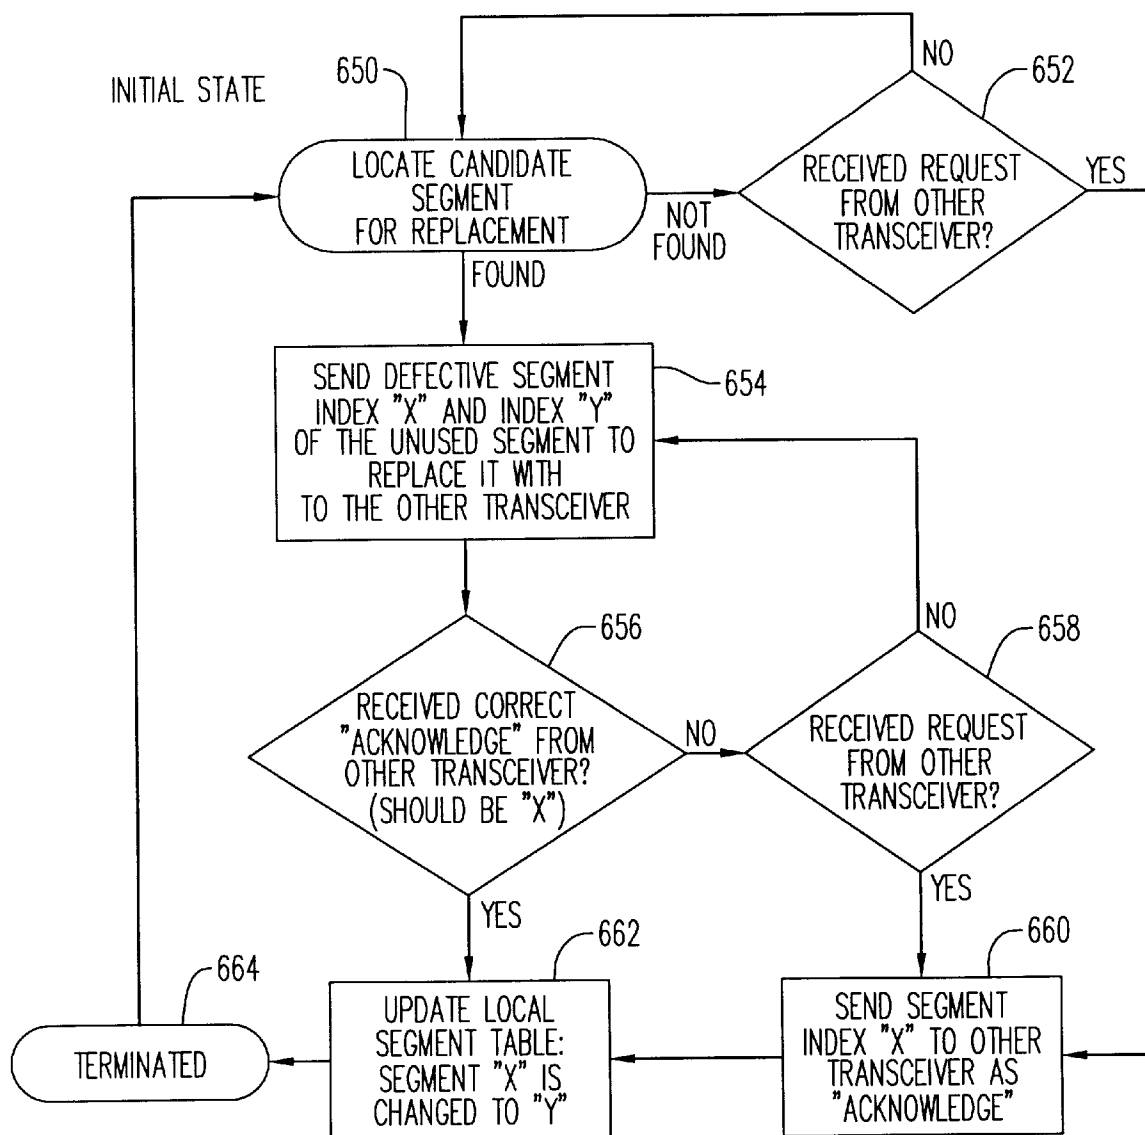 INITIAL STATE
650
LOCATE CANDIDATE
SEGMENT
FOR REPLACEMENT
NOT
FOUND
FOUND
NO
652
RECEIVED REQUEST
FROM OTHER
TRANSCEIVER?
YES
SEND DEFECTIVE SEGMENT
INDEX "X" AND INDEX "Y"
OF THE UNUSED SEGMENT TO
REPLACE IT WITH
TO THE OTHER TRANSCEIVER
654
656
RECEIVED CORRECT
"ACKNOWLEDGE" FROM
OTHER TRANSCEIVER?
(SHOULD BE "X")
NO
YES
NO
658
RECEIVED REQUEST
FROM OTHER
TRANSCEIVER?
YES
660
SEND SEGMENT
INDEX "X" TO OTHER
TRANSCEIVER AS
"ACKNOWLEDGE"
662
UPDATE LOCAL
SEGMENT TABLE:
SEGMENT "X" IS
CHANGED TO "Y"
664
TERMINATED